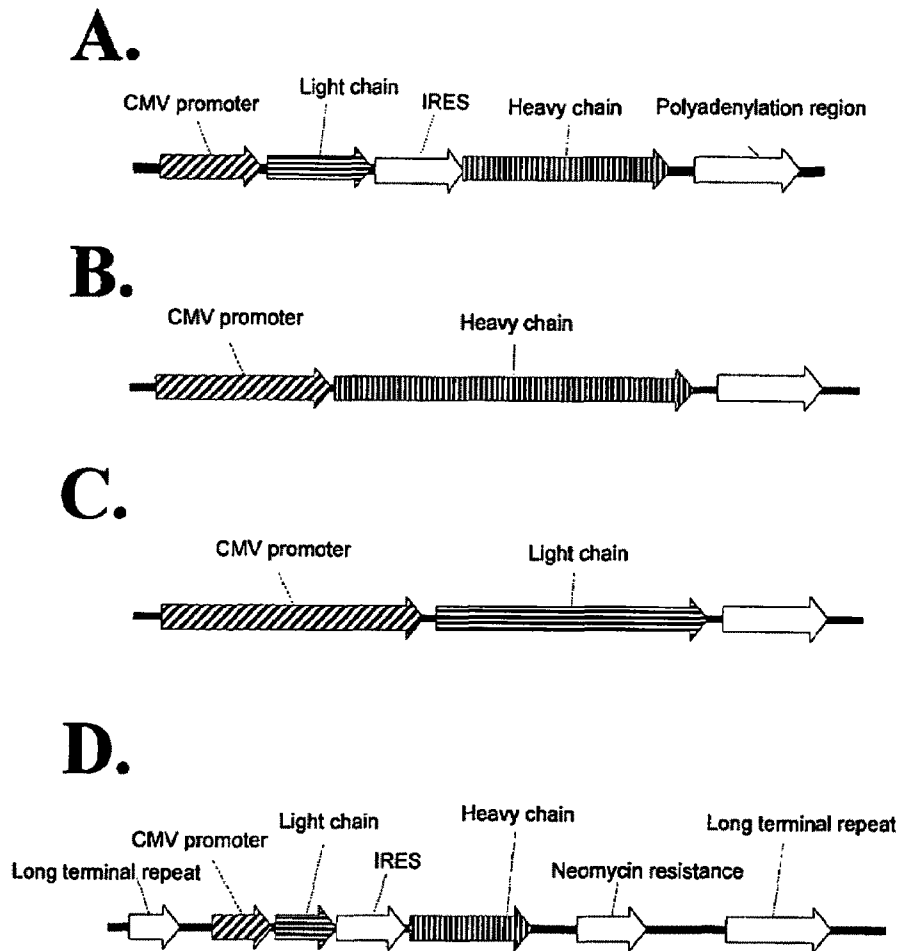 A.
CMV promoter
Light chain
IRES
Heavy chain
Polyadenylation region
B.
CMV promoter
Heavy chain
C.
CMV promoter
Light chain
D.
Long terminal repeat
CMV promoter
Light chain
IRES
Heavy chain
Neomycin resistance
Long terminal repeat